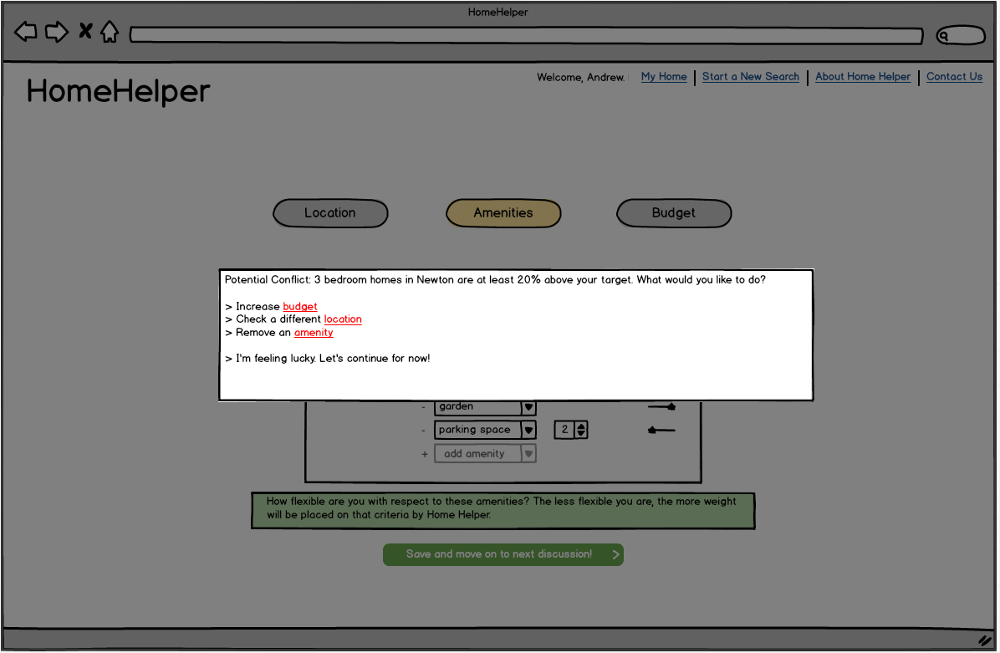 HomeHelper
Welcome, Andrew. My Home Start a New Search About Home Helper Contact Us
HomeHelper
Location Amenities Budget
Potential Conflict: 3 bedroom homes in Newton are at least 20% above your target. What would you like to do?
> Increase budget
> Check a different location
> Remove an amenity
> I'm feeling lucky. Let's continue for now!
- garden
- parking space 2
+ add amenity
How flexible are you with respect to these amenities? The less flexible you are, the more weight
will be placed on that criteria by Home Helper.
Save and move on to next discussion! >